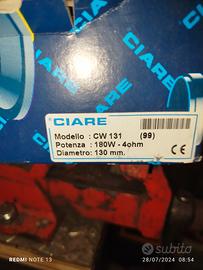 CIARE
CIARE
Modello : CW 131 (99)
Potenza : 180W - 4ohm
Diametro: 130 mm.
CE
REDMI NOTE 13
28/07/2024 08:54
subito